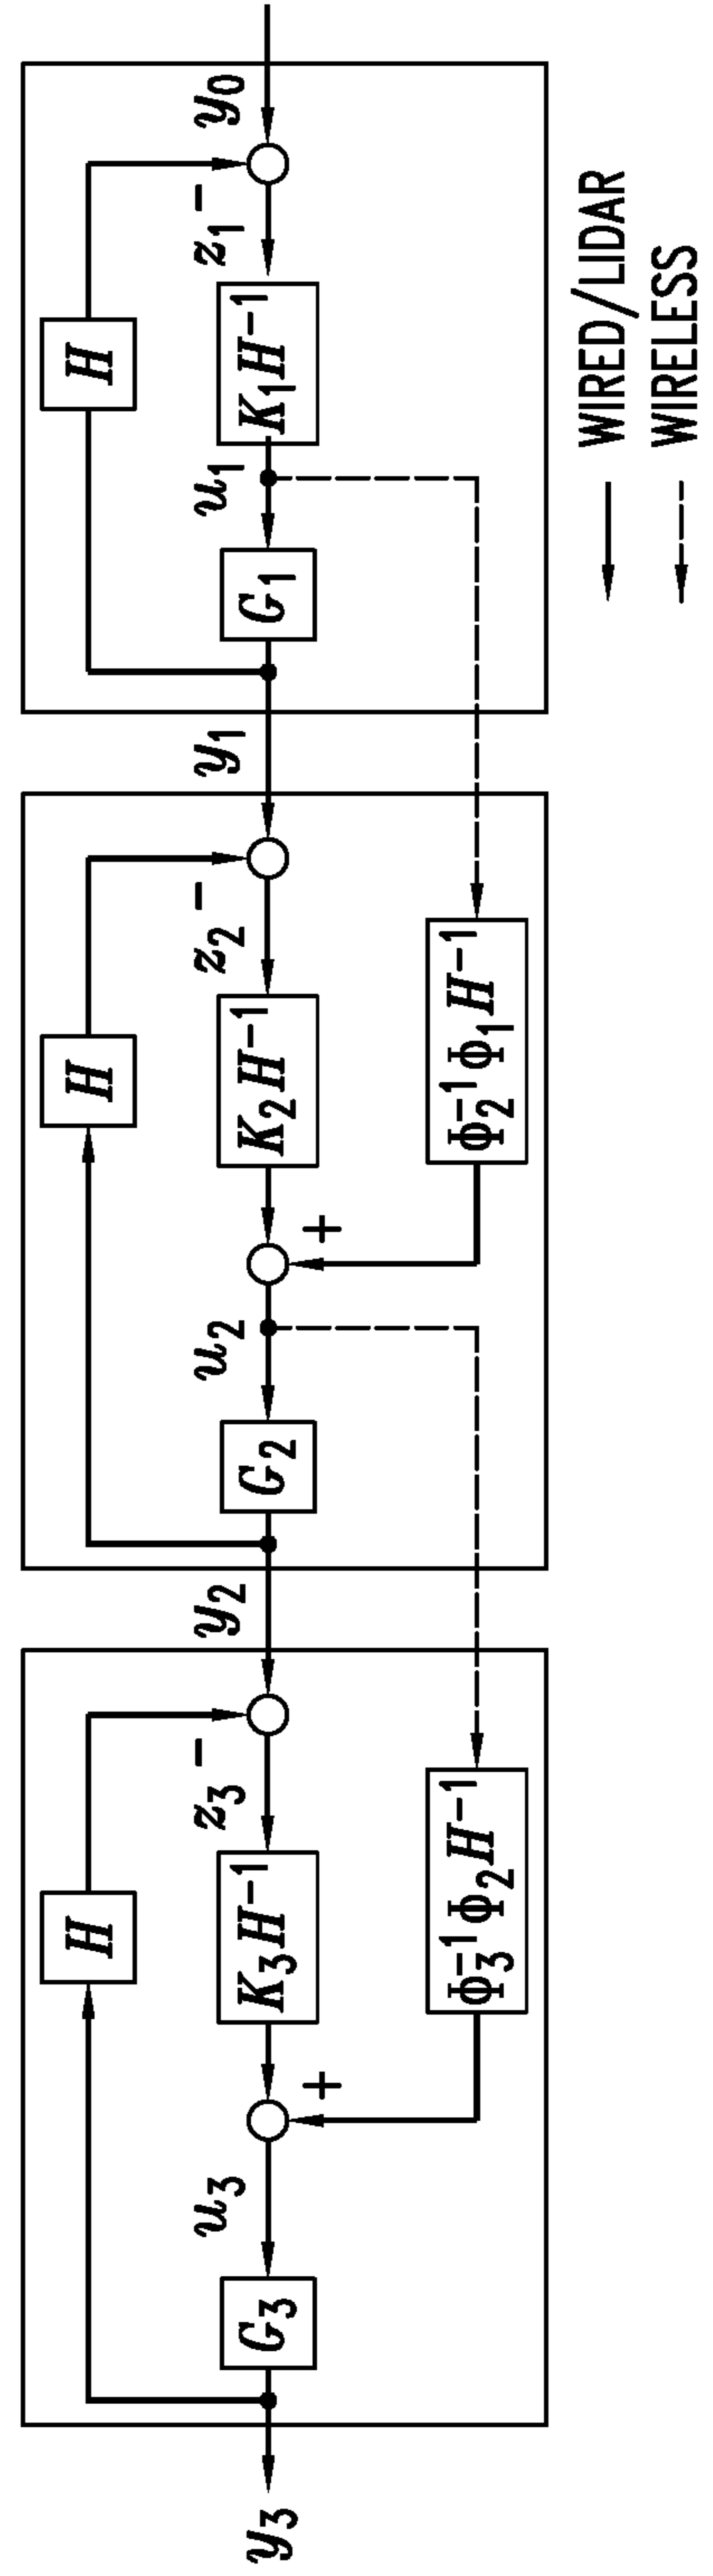 H
H
H
y₃
G₃
u₃
K₃H⁻¹
z₃
−
y₂
G₂
u₂
K₂H⁻¹
z₂
−
y₁
G₁
u₁
K₁H⁻¹
z₁
−
y₀
+
+
Φ₃⁻¹Φ₂H⁻¹
Φ₂⁻¹Φ₁H⁻¹
WIRED/LIDAR
WIRELESS